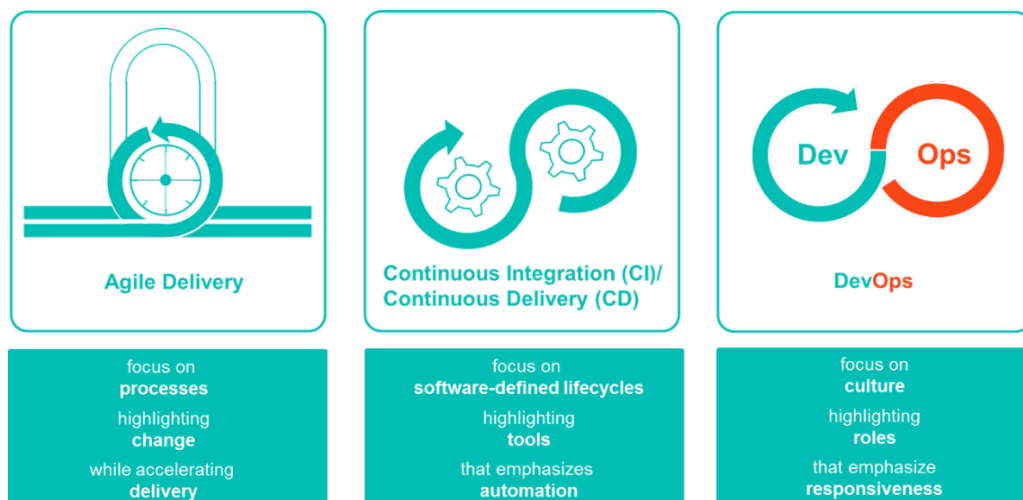 Agile Delivery
focus on
processes
highlighting
change
while accelerating
delivery
Continuous Integration (CI)/
Continuous Delivery (CD)
focus on
software-defined lifecycles
highlighting
tools
that emphasizes
automation
Dev Ops
DevOps
focus on
culture
highlighting
roles
that emphasize
responsiveness